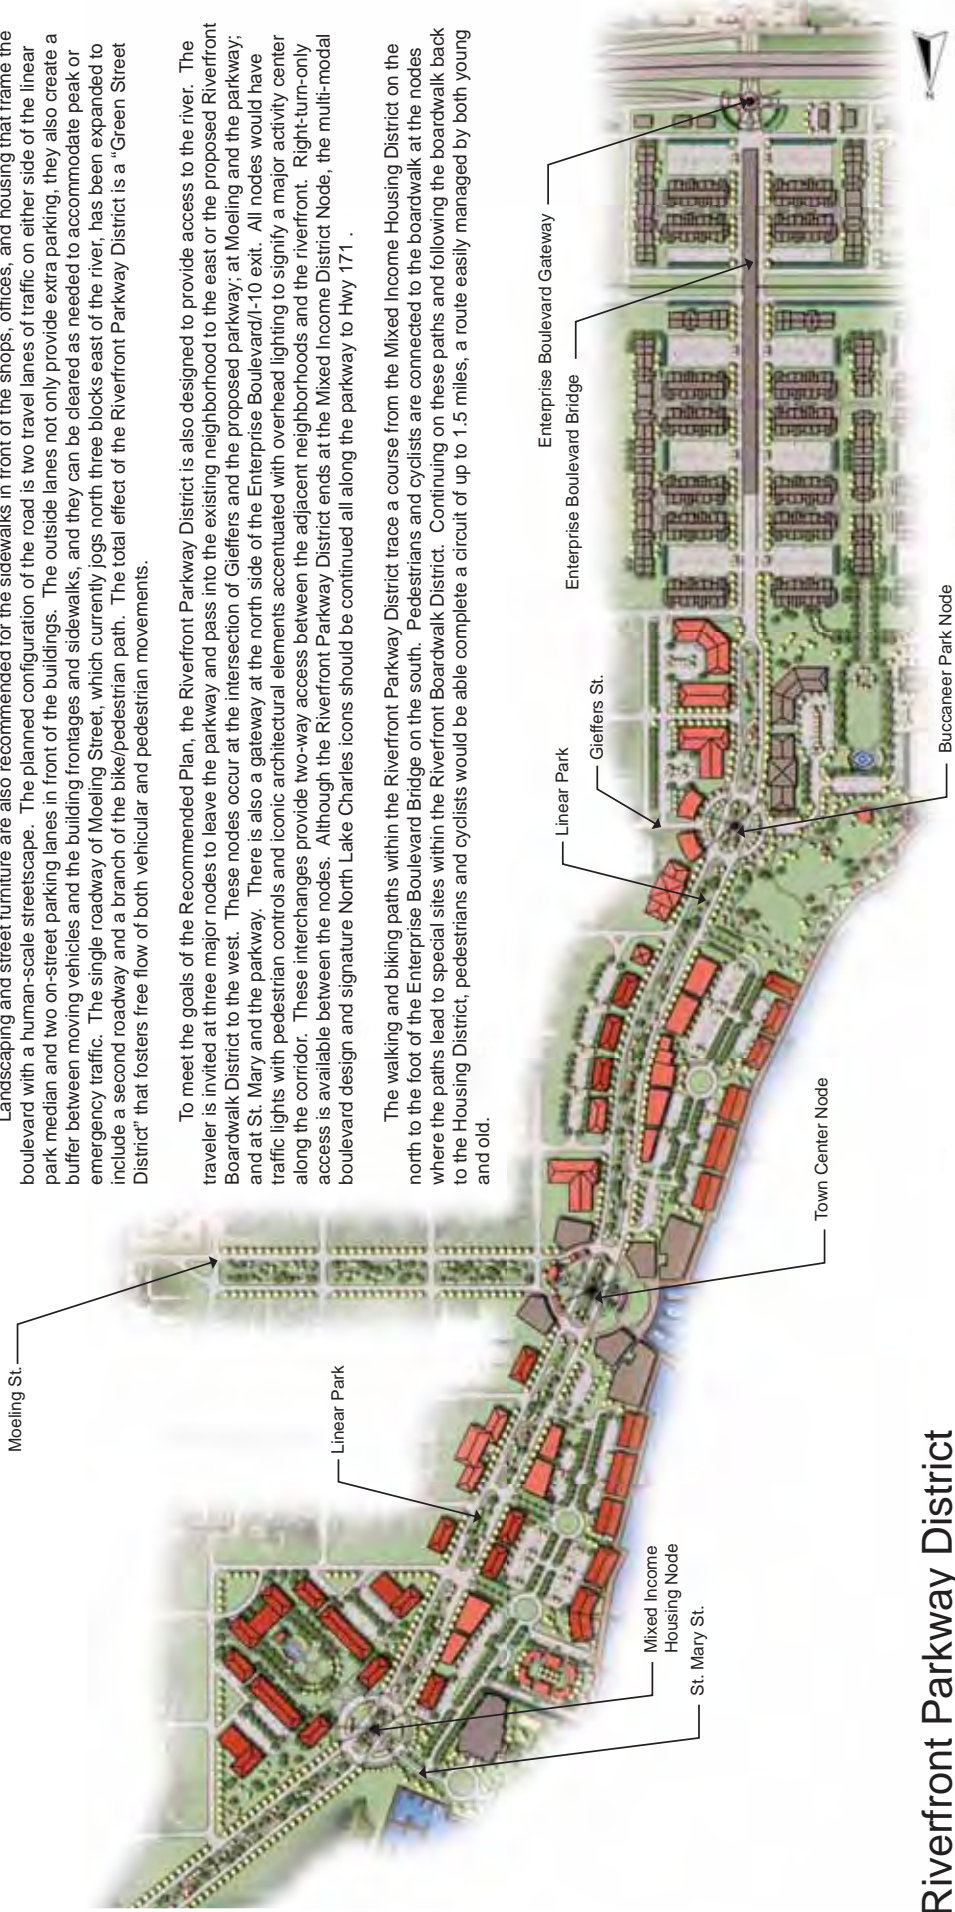 Landscaping and street furniture are also recommended for the sidewalks in front of the shops, offices, and housing that frame the
boulevard with a human-scale streetscape. The planned configuration of the road is two travel lanes of traffic on either side of the linear
park median and two on-street parking lanes in front of the buildings. The outside lanes not only provide extra parking, they also create a
buffer between moving vehicles and the building frontages and sidewalks, and they can be cleared as needed to accommodate peak or
emergency traffic. The single roadway of Moeling Street, which currently jogs north three blocks east of the river, has been expanded to
include a second roadway and a branch of the bike/pedestrian path. The total effect of the Riverfront Parkway District is a “Green Street
District” that fosters free flow of both vehicular and pedestrian movements.
To meet the goals of the Recommended Plan, the Riverfront Parkway District is also designed to provide access to the river. The
traveler is invited at three major nodes to leave the parkway and pass into the existing neighborhood to the east or the proposed Riverfront
Boardwalk District to the west. These nodes occur at the intersection of Gieffers and the proposed parkway; at Moeling and the parkway;
and at St. Mary and the parkway. There is also a gateway at the north side of the Enterprise Boulevard/I-10 exit. All nodes would have
traffic lights with pedestrian controls and iconic architectural elements accentuated with overhead lighting to signify a major activity center
along the corridor. These interchanges provide two-way access between the adjacent neighborhoods and the riverfront. Right-turn-only
access is available between the nodes. Although the Riverfront Parkway District ends at the Mixed Income District Node, the multi-modal
boulevard design and signature North Lake Charles icons should be continued all along the parkway to Hwy 171 .
The walking and biking paths within the Riverfront Parkway District trace a course from the Mixed Income Housing District on the
north to the foot of the Enterprise Boulevard Bridge on the south. Pedestrians and cyclists are connected to the boardwalk at the nodes
where the paths lead to special sites within the Riverfront Boardwalk District. Continuing on these paths and following the boardwalk back
to the Housing District, pedestrians and cyclists would be able complete a circuit of up to 1.5 miles, a route easily managed by both young
and old.
Moeling St.
Linear Park
Mixed Income
Housing Node
St. Mary St.
Town Center Node
Linear Park
Gieffers St.
Buccaneer Park Node
Enterprise Boulevard Bridge
Enterprise Boulevard Gateway
N
Riverfront Parkway District